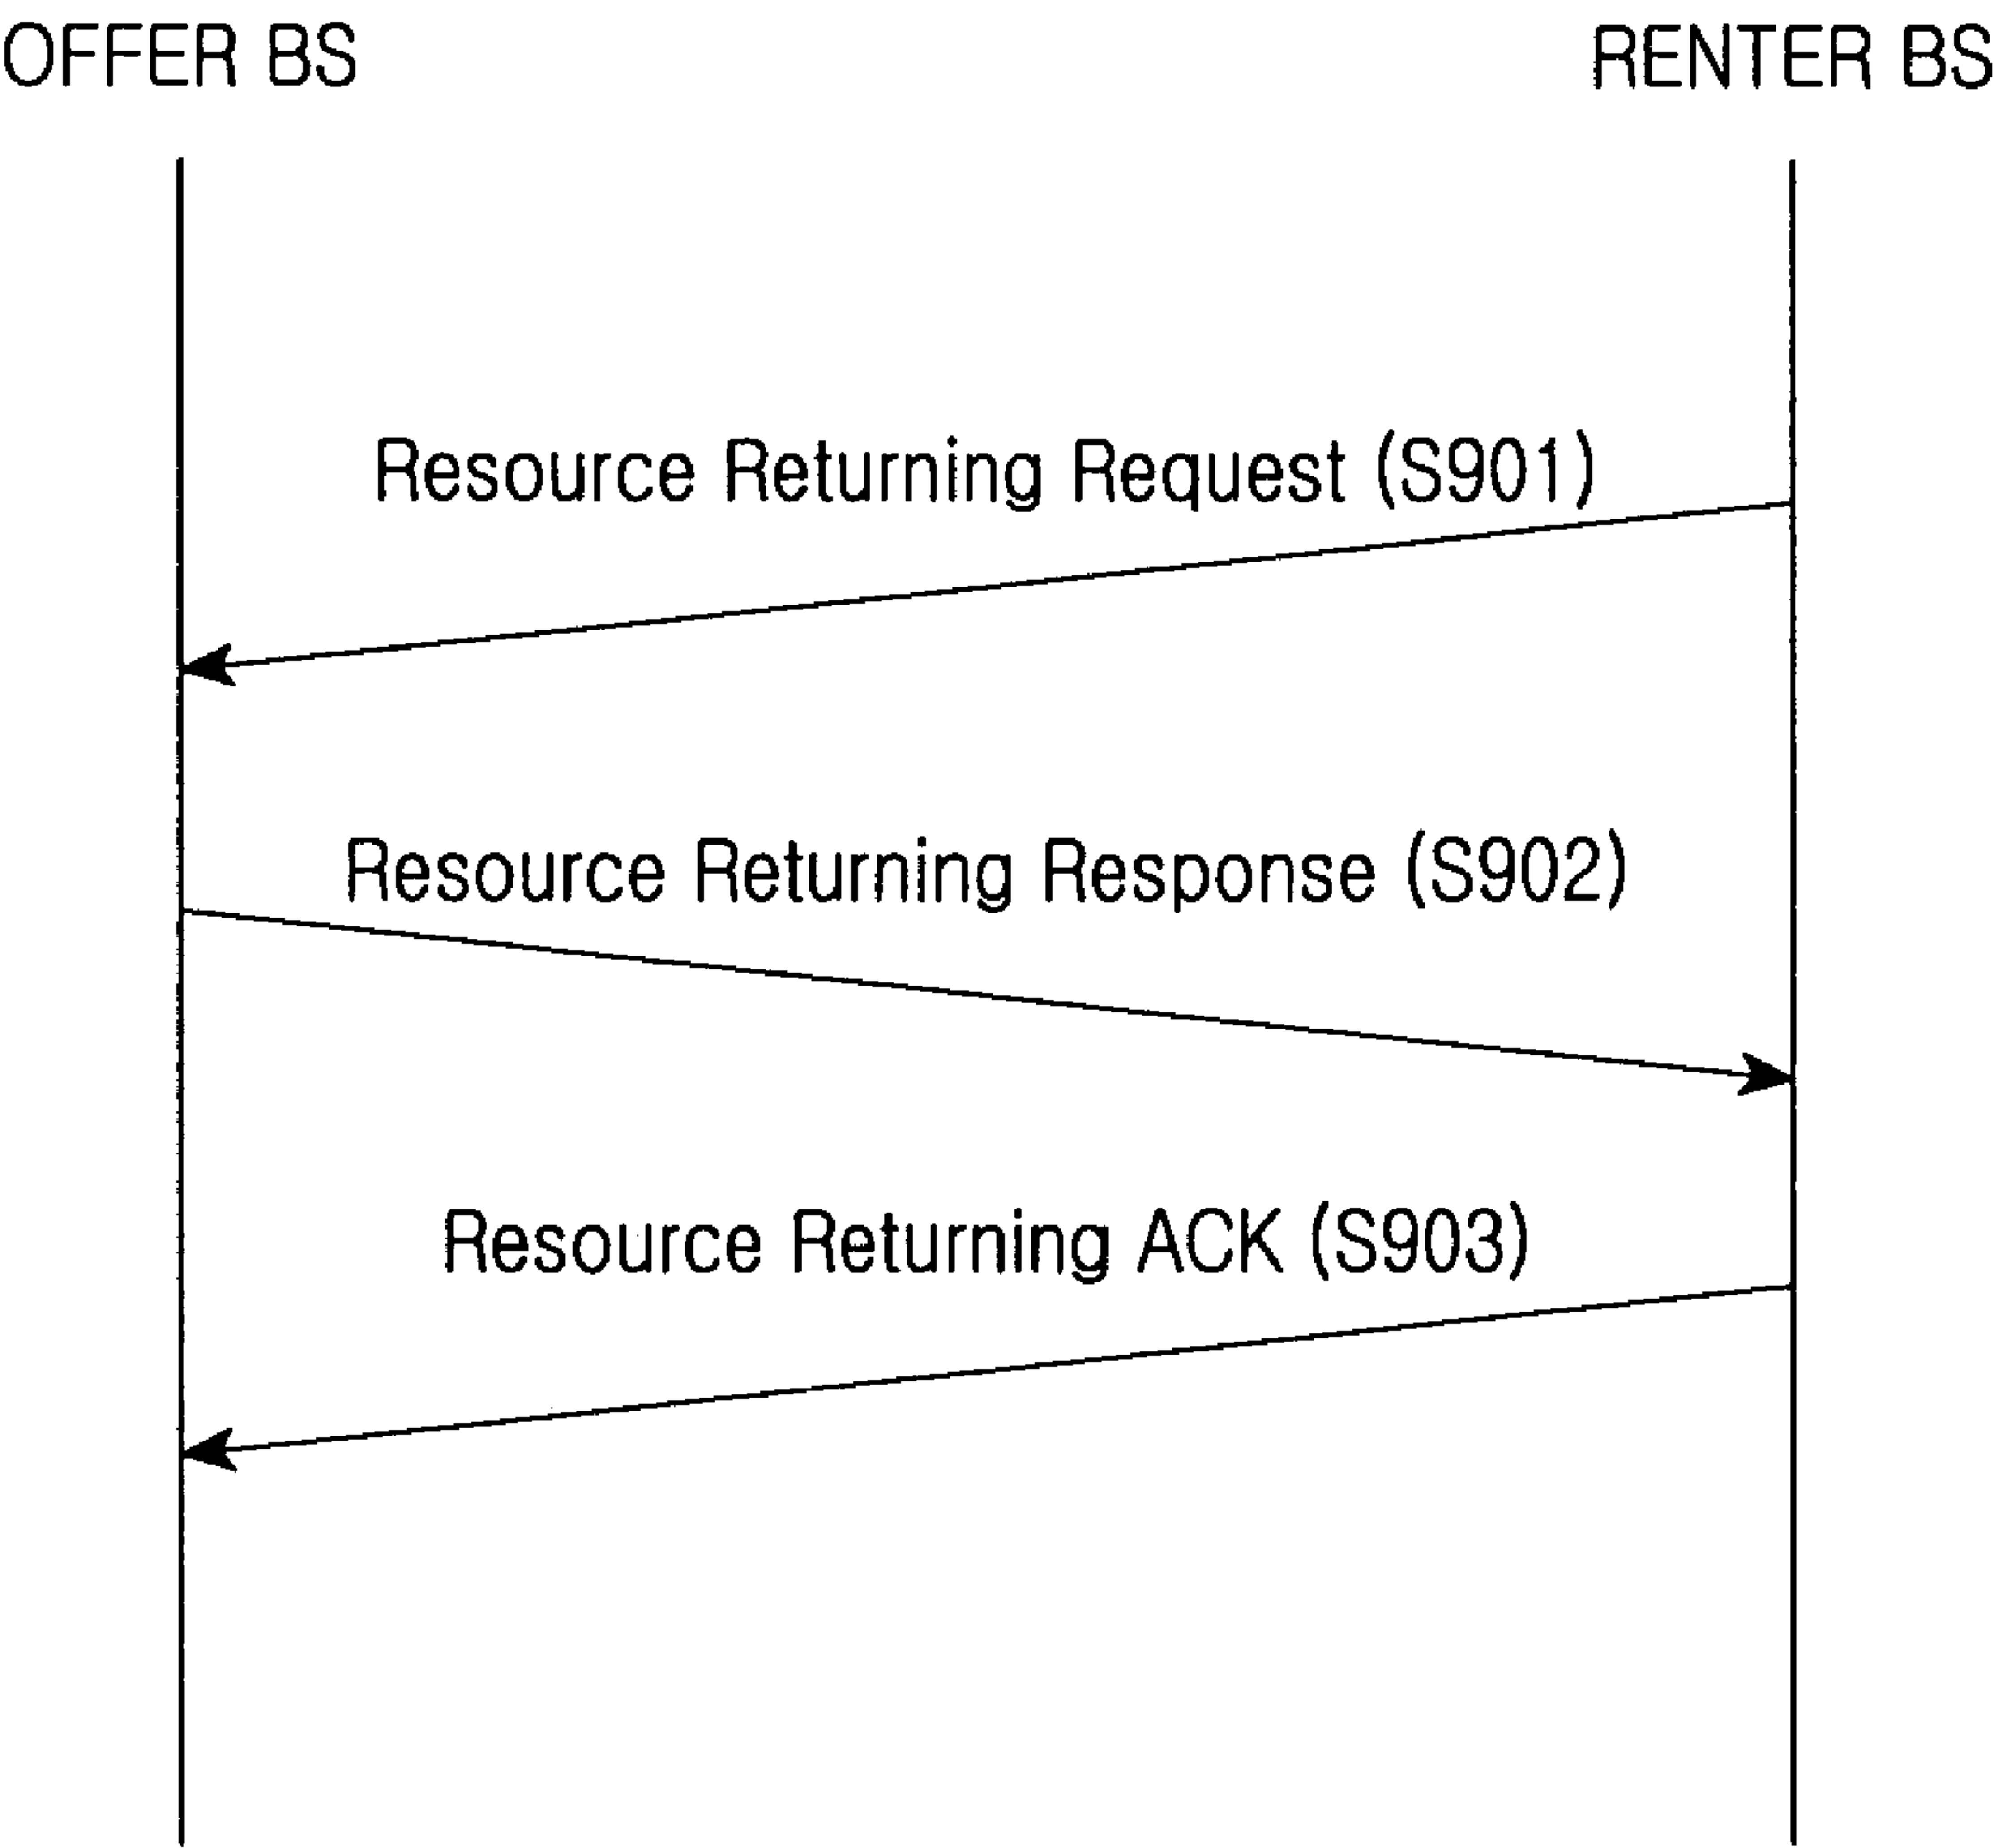 OFFER BS
RENTER BS
Resource Returning Request (S901)
Resource Returning Response (S902)
Resource Returning ACK (S903)